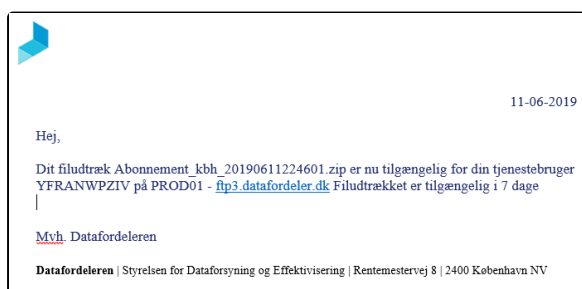 11-06-2019
Hej,
Dit filudtræk Abonnement_kbh_20190611224601.zip er nu tilgængelig for din tjenestebruger
YFRANWPZIV på PROD01 - ftp3.datafordeler.dk Filudtrækket er tilgængelig i 7 dage
Mvh. Datafordeleren
Datafordeleren | Styrelsen for Dataforsyning og Effektivisering | Rentemestervej 8 | 2400 København NV